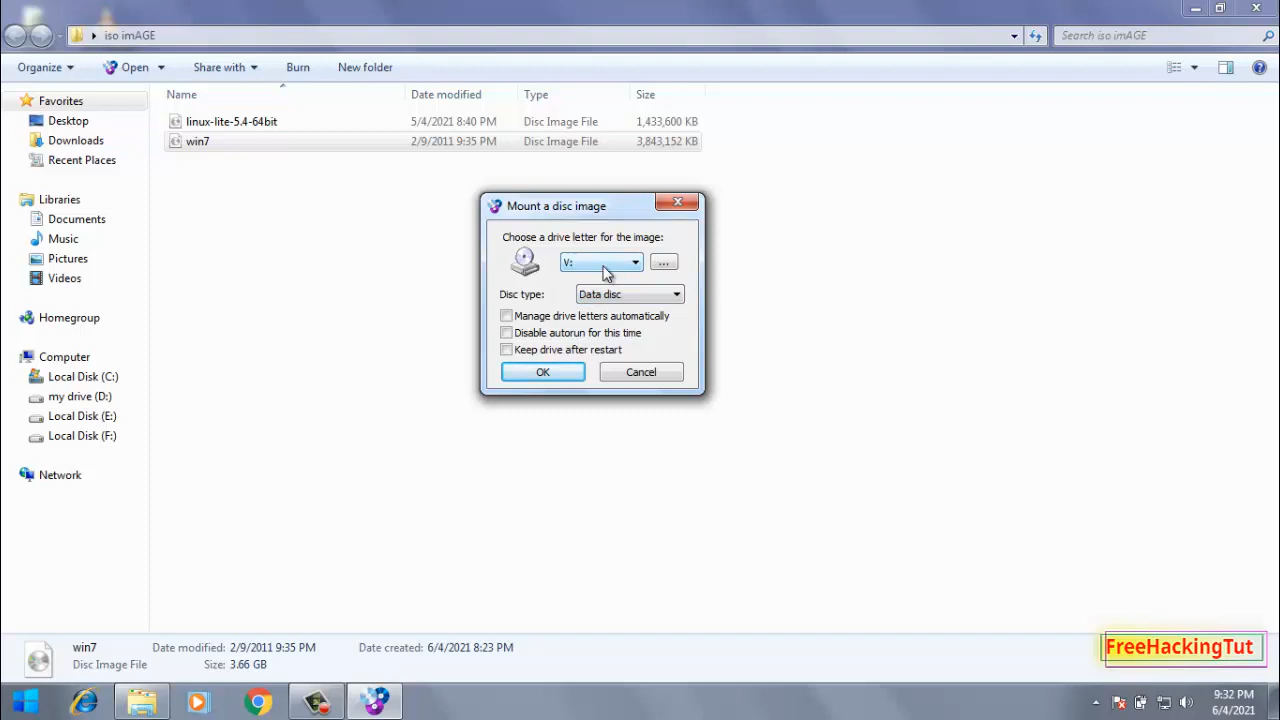 iso imAGE
Search iso imAGE
Organize
Open
Share with
Burn
New folder
Name
Date modified
Type
Size
linux-lite-5.4-64bit
5/4/2021 8:40 PM
Disc Image File
1,433,600 KB
win7
2/9/2011 9:35 PM
Disc Image File
3,843,152 KB
Favorites
Desktop
Downloads
Recent Places
Libraries
Documents
Music
Pictures
Videos
Homegroup
Computer
Local Disk (C:)
my drive (D:)
Local Disk (E:)
Local Disk (F:)
Network
Mount a disc image
Choose a drive letter for the image:
V:
...
Disc type:
Data disc
Manage drive letters automatically
Disable autorun for this time
Keep drive after restart
OK
Cancel
win7
Date modified: 2/9/2011 9:35 PM
Date created: 6/4/2021 8:23 PM
Disc Image File
Size: 3.66 GB
FreeHackingTut
9:32 PM
6/4/2021